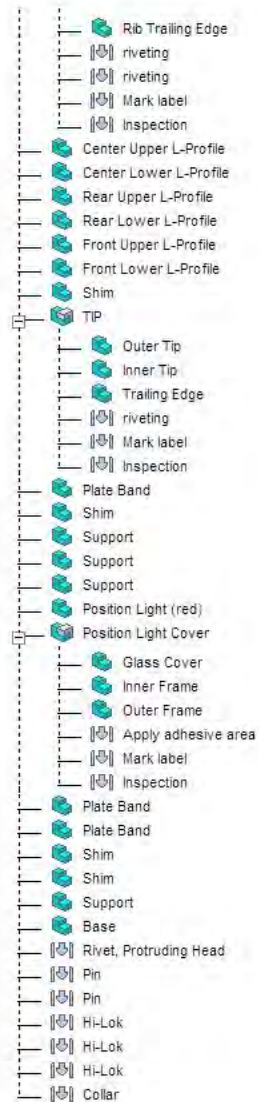 Rib Trailing Edge
riveting
riveting
Mark label
Inspection
Center Upper L-Profile
Center Lower L-Profile
Rear Upper L-Profile
Rear Lower L-Profile
Front Upper L-Profile
Front Lower L-Profile
Shim
TIP
Outer Tip
Inner Tip
Trailing Edge
riveting
Mark label
Inspection
Plate Band
Shim
Support
Support
Support
Position Light (red)
Position Light Cover
Glass Cover
Inner Frame
Outer Frame
Apply adhesive area
Mark label
Inspection
Plate Band
Plate Band
Shim
Shim
Support
Base
Rivet, Protruding Head
Pin
Pin
Hi-Lok
Hi-Lok
Hi-Lok
Collar